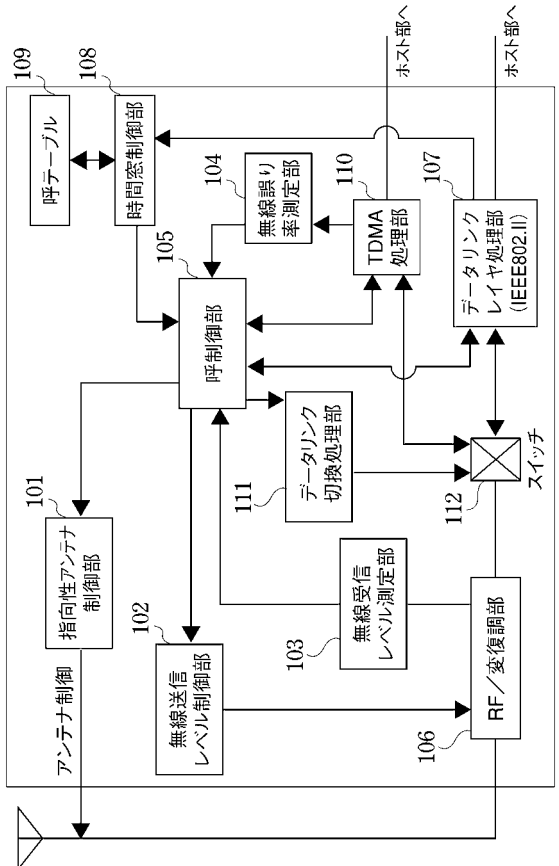 アンテナ制御
101
指向性アンテナ
制御部
102
無線送信
レベル制御部
103
無線受信
レベル測定部
106
RF/変復調部
105
呼制御部
111
データリンク
切換処理部
112
スイッチ
104
無線誤り
率測定部
109
呼テーブル
108
時間窓制御部
110
TDMA
処理部
107
データリンク
レイヤ処理部
(IEEE802.II)
ホスト部へ
ホスト部へ